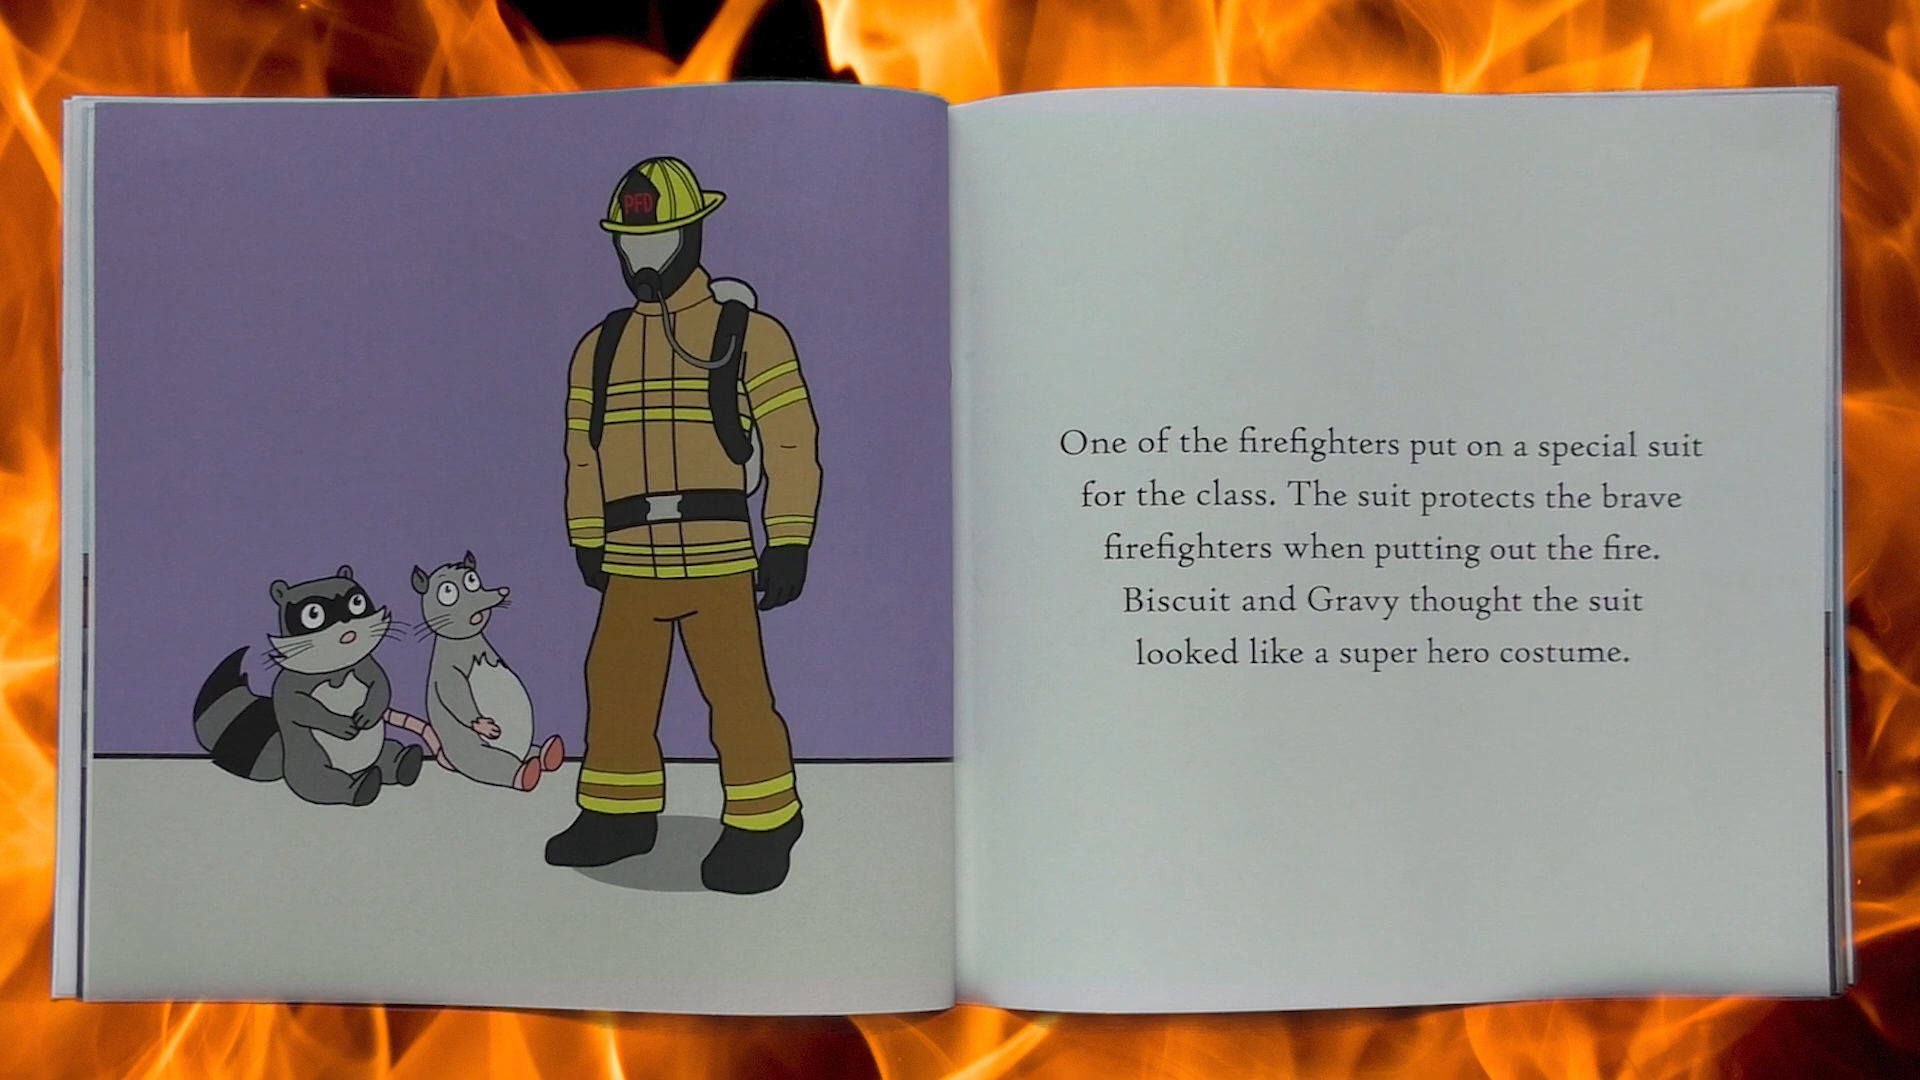 PFD
One of the firefighters put on a special suit
for the class. The suit protects the brave
firefighters when putting out the fire.
Biscuit and Gravy thought the suit
looked like a super hero costume.